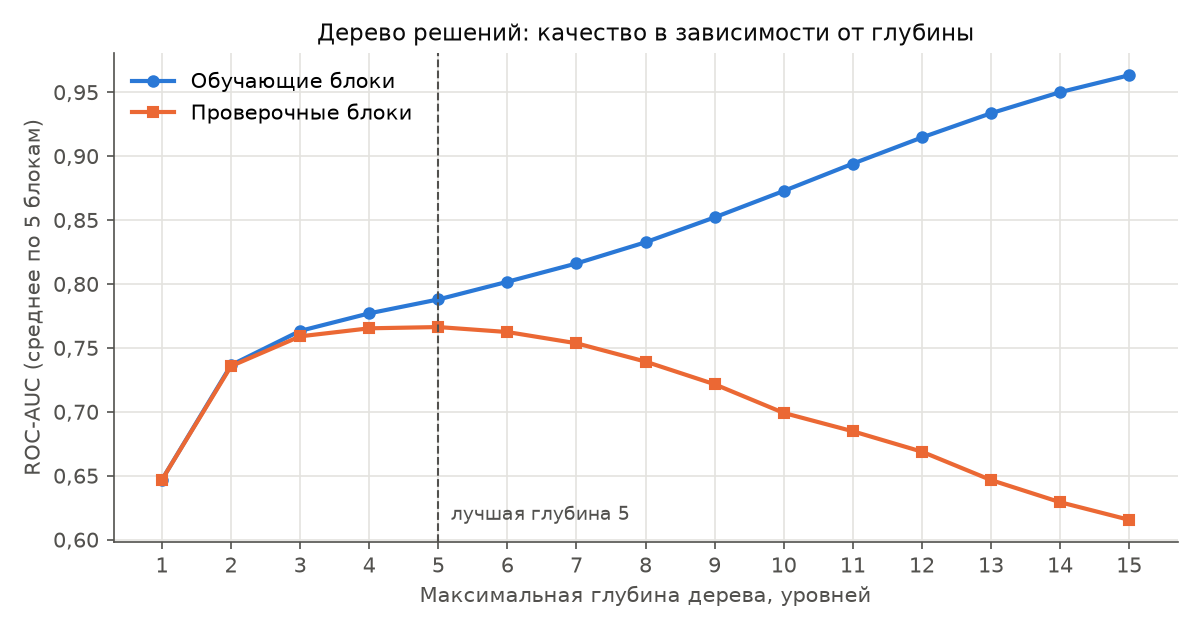 Дерево решений: качество в зависимости от глубины
Обучающие блоки
Проверочные блоки
ROC-AUC (среднее по 5 блокам)
0,95
0,90
0,85
0,80
0,75
0,70
0,65
0,60
лучшая глубина 5
1 2 3 4 5 6 7 8 9 10 11 12 13 14 15
Максимальная глубина дерева, уровней